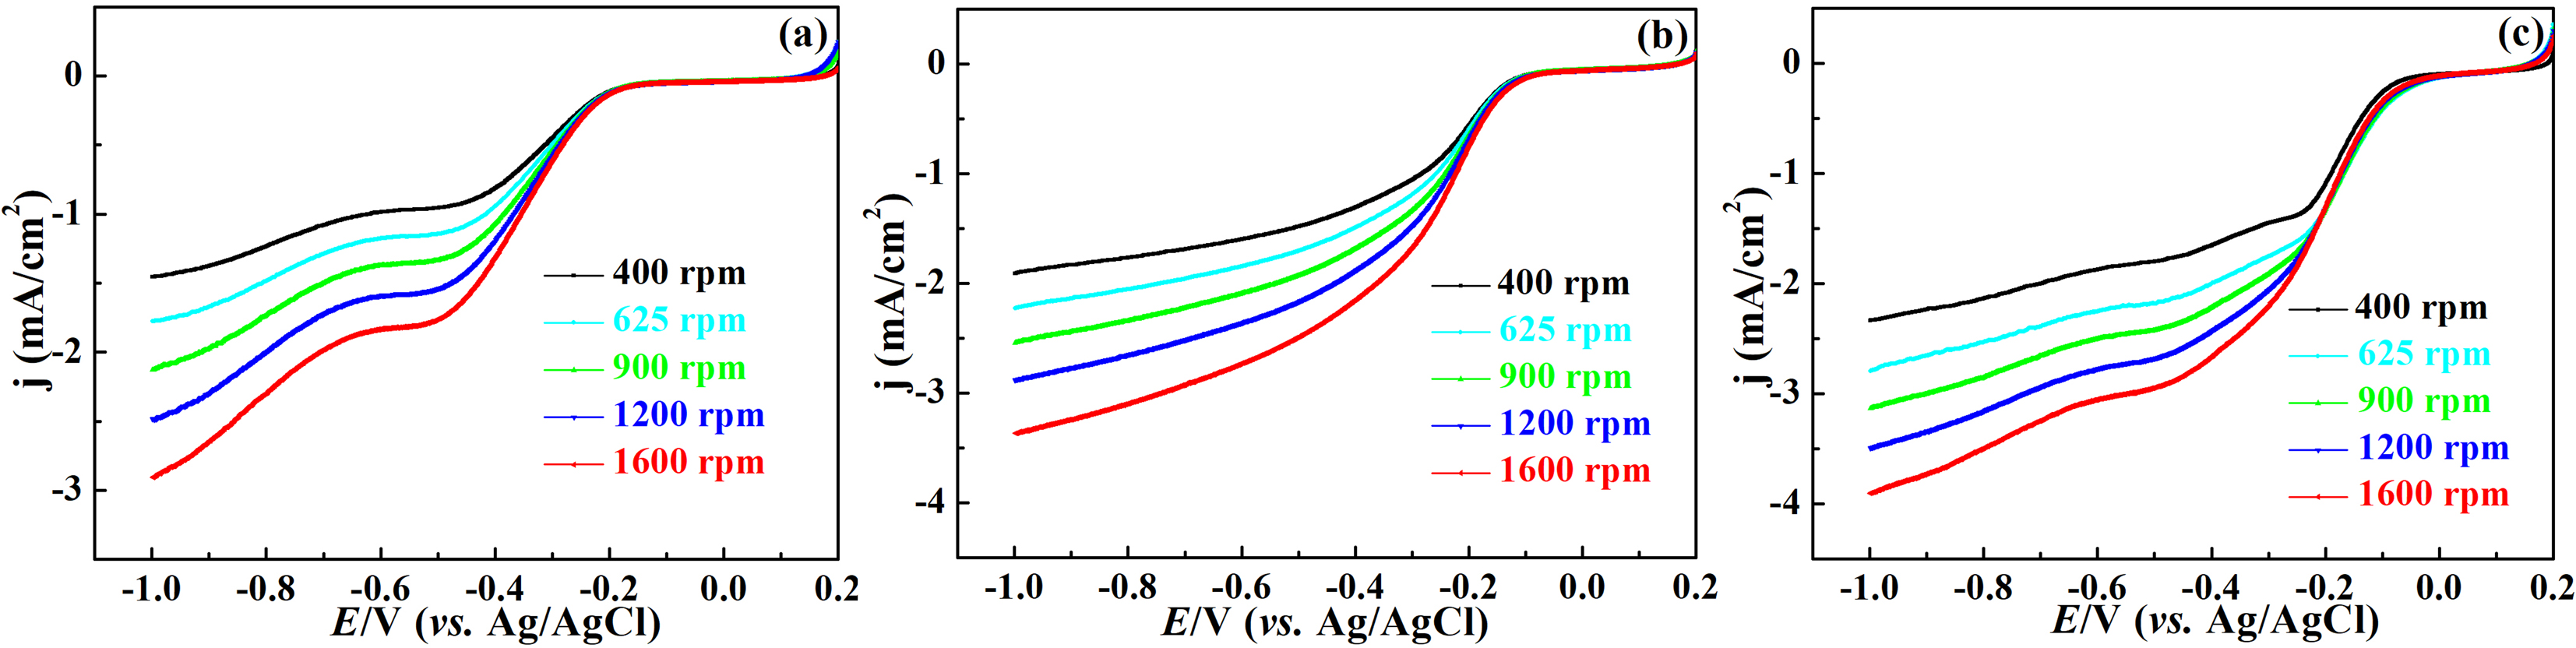 (a)
0
-1
-2
-3
j (mA/cm²)
400 rpm
625 rpm
900 rpm
1200 rpm
1600 rpm
-1.0 -0.8 -0.6 -0.4 -0.2 0.0 0.2
E/V (vs. Ag/AgCl)
(b)
0
-1
-2
-3
-4
j (mA/cm²)
400 rpm
625 rpm
900 rpm
1200 rpm
1600 rpm
-1.0 -0.8 -0.6 -0.4 -0.2 0.0 0.2
E/V (vs. Ag/AgCl)
(c)
0
-1
-2
-3
-4
j (mA/cm²)
400 rpm
625 rpm
900 rpm
1200 rpm
1600 rpm
-1.0 -0.8 -0.6 -0.4 -0.2 0.0 0.2
E/V (vs. Ag/AgCl)